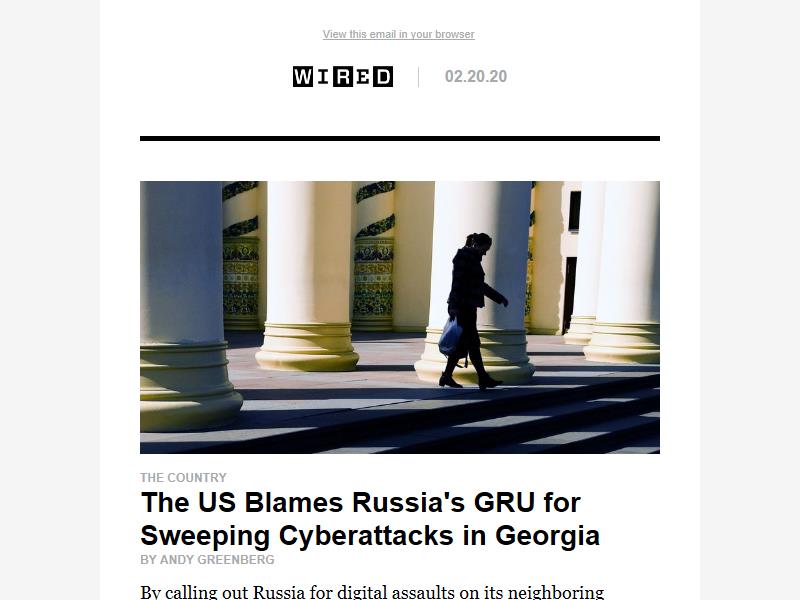 View this email in your browser
WIRED 02.20.20
THE COUNTRY
The US Blames Russia's GRU for
Sweeping Cyberattacks in Georgia
BY ANDY GREENBERG
By calling out Russia for digital assaults on its neighboring